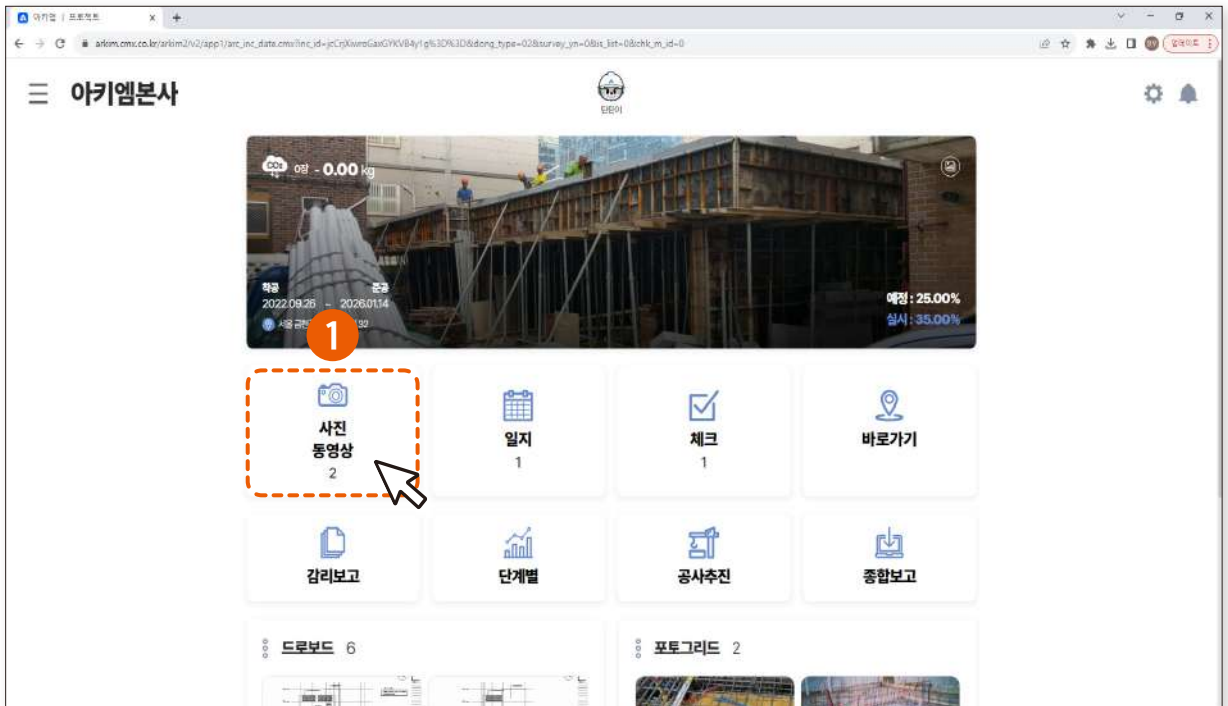 아키엠 | 프로젝트
아키엠본사
단단이
CO₂ 0장 - 0.00 kg
착공 준공
2022.09.26 ~ 2026.01.14
예정 : 25.00%
실시 : 35.00%
1
사진
동영상
2
일지
1
체크
1
바로가기
감리보고
단계별
공사추진
종합보고
드로보드 6
포토그리드 2